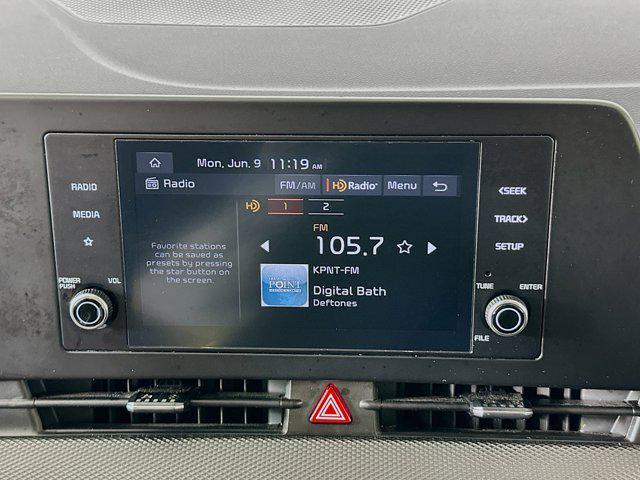 Mon, Jun. 9 11:19 AM
Radio FM/AM HD Radio® Menu
HD 1 2
FM
105.7
KPNT-FM
POINT
Digital Bath
Deftones
Favorite stations
can be saved as
presets by pressing
the star button on
the screen.
RADIO
MEDIA
POWER
PUSH
VOL
<SEEK
TRACK>
SETUP
TUNE ENTER
FILE